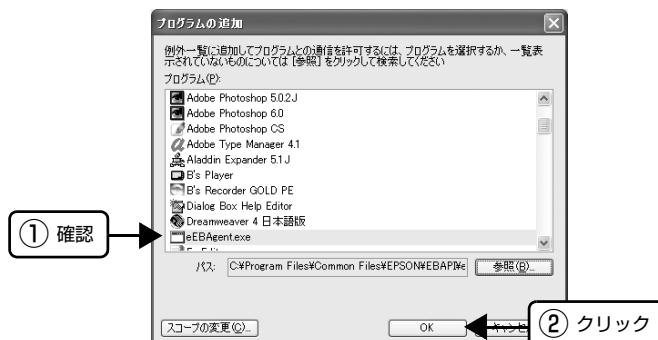 プログラムの追加
例外一覧に追加してプログラムとの通信を許可するには、プログラムを選択するか、一覧表
示されていないものについては [参照] をクリックして検索してください
プログラム(P):
Adobe Photoshop 5.0.2J
Adobe Photoshop 6.0
Adobe Photoshop CS
Adobe Type Manager 4.1
Aladdin Expander 5.1 J
B's Player
B's Recorder GOLD PE
Dialog Box Help Editor
Dreamweaver 4 日本語版
① 確認
eEBAgent.exe
パス:
C:¥Program Files¥Common Files¥EPSON¥EBAPI¥e
参照(B)...
スコープの変更(C)...
OK
② クリック